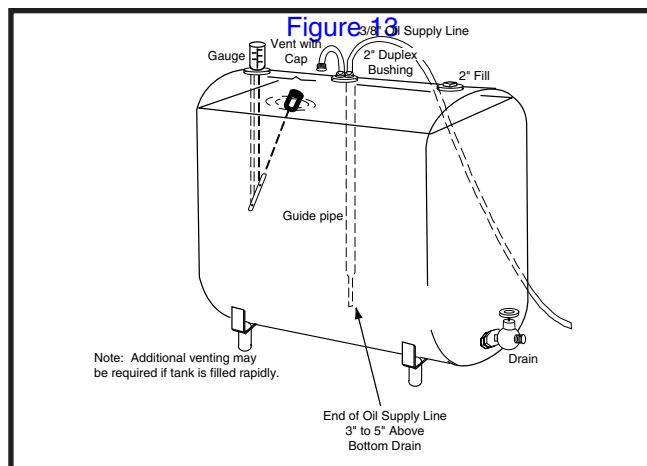 Figure 13
3/8" Oil Supply Line
Vent with
Cap
Gauge
2" Duplex
Bushing
2" Fill
Guide pipe
Drain
Note:  Additional venting may
be required if tank is filled rapidly.
End of Oil Supply Line
3" to 5" Above
Bottom Drain